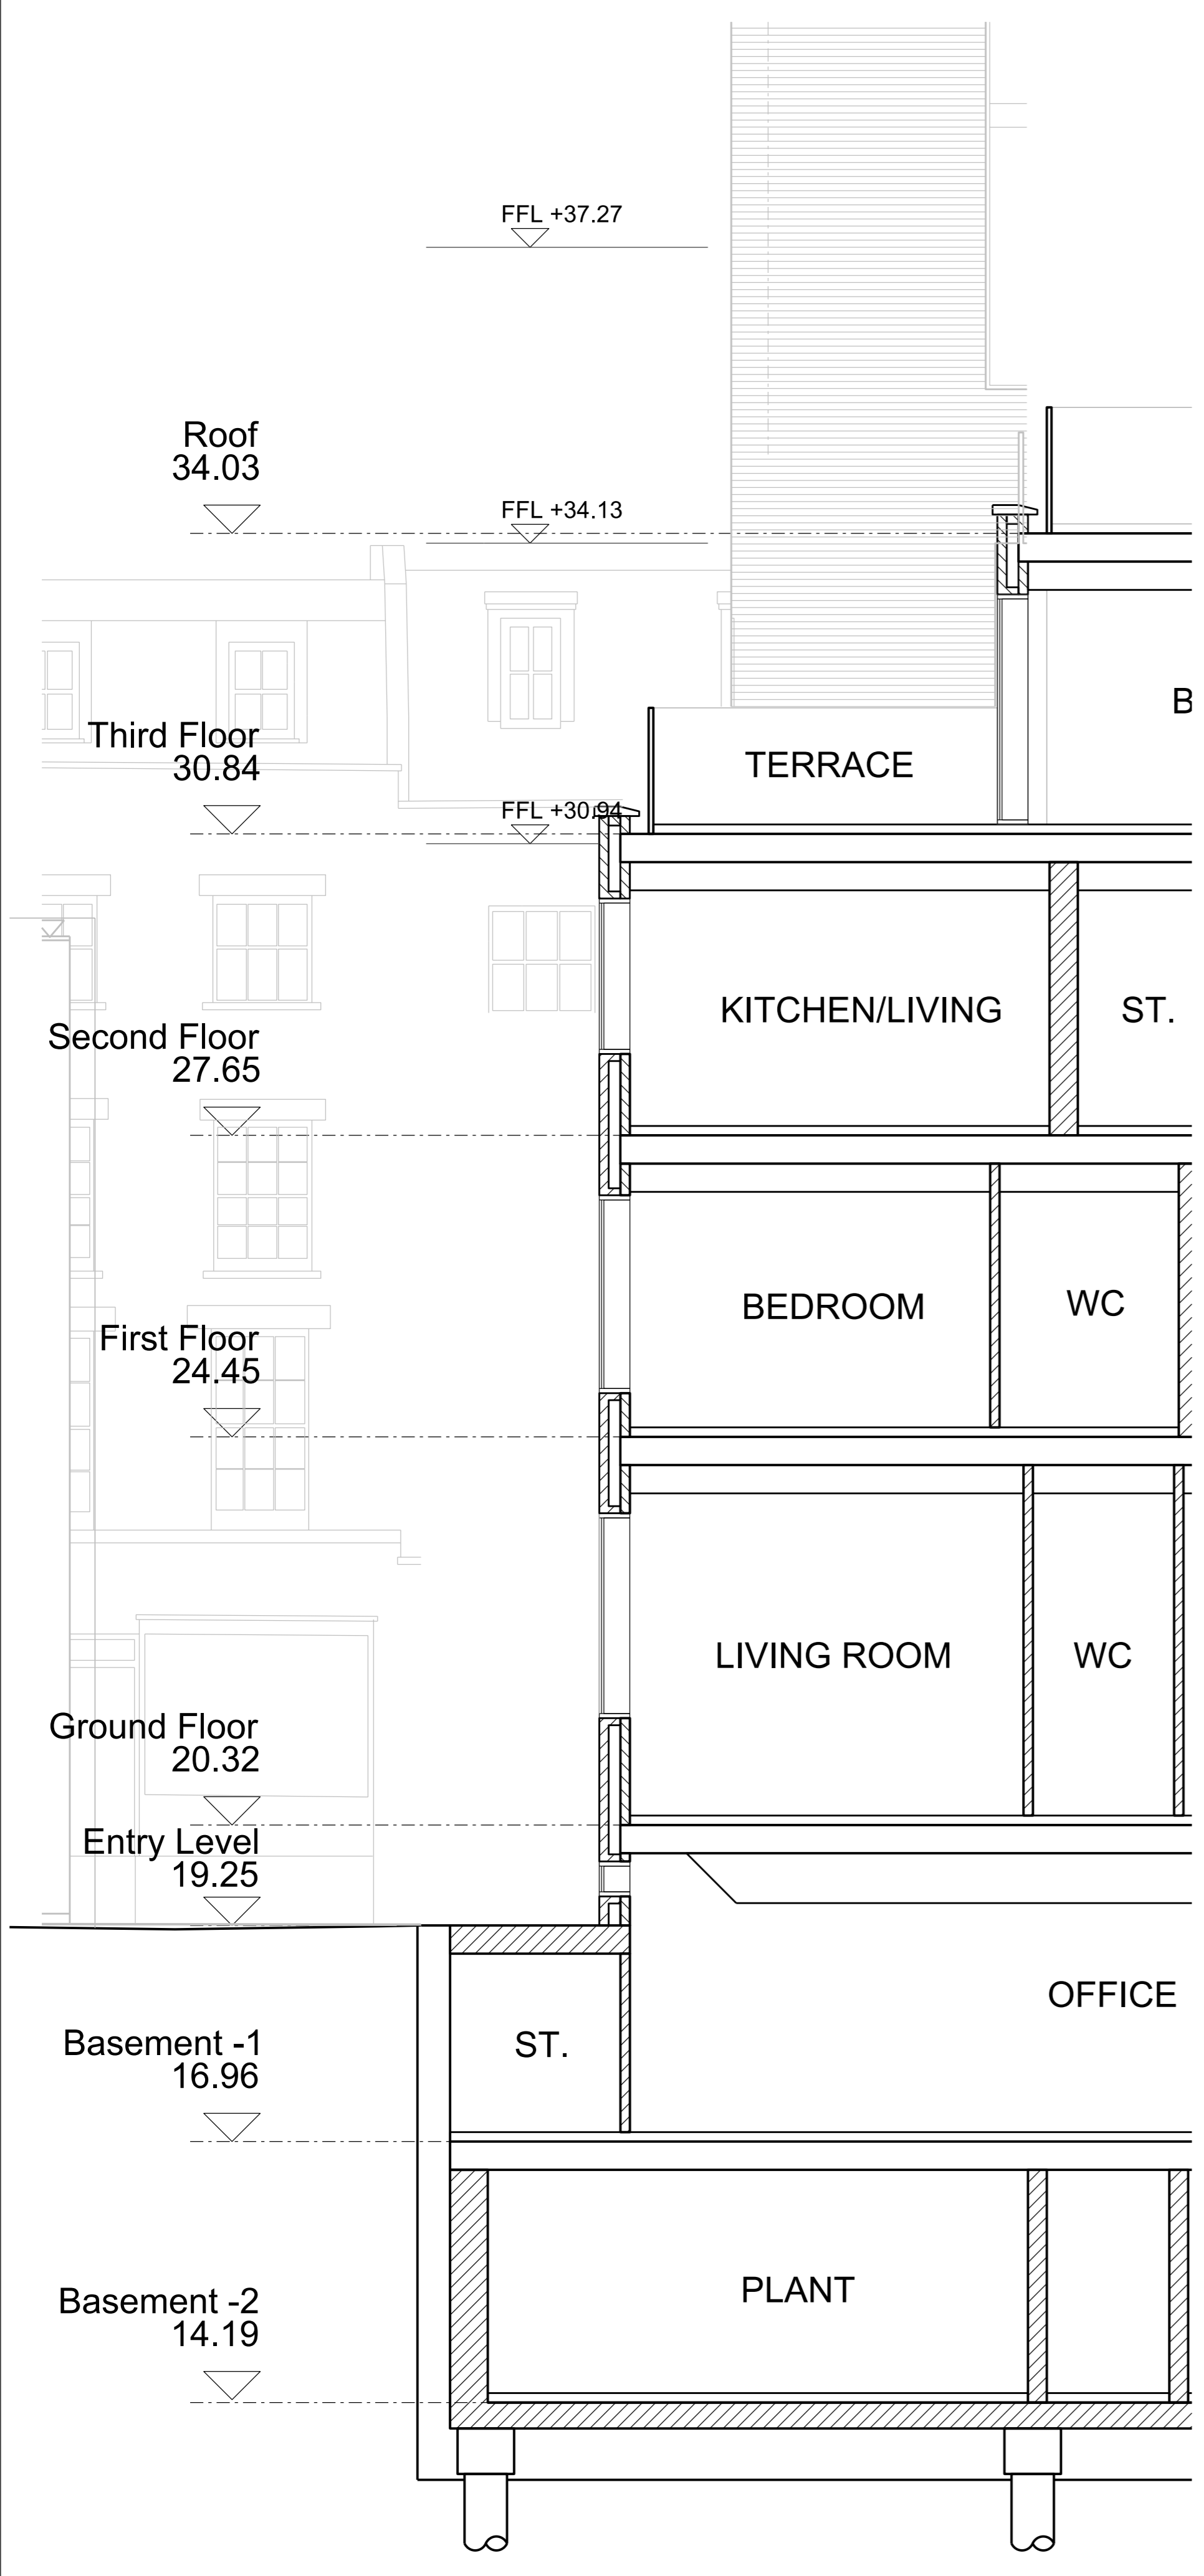 FFL +37.27
Roof
34.03
FFL +34.13
B
Third Floor
30.84
TERRACE
FFL +30.94
KITCHEN/LIVING
ST.
Second Floor
27.65
BEDROOM
WC
First Floor
24.45
LIVING ROOM
WC
Ground Floor
20.32
Entry Level
19.25
OFFICE
Basement -1
16.96
ST.
Basement -2
14.19
PLANT